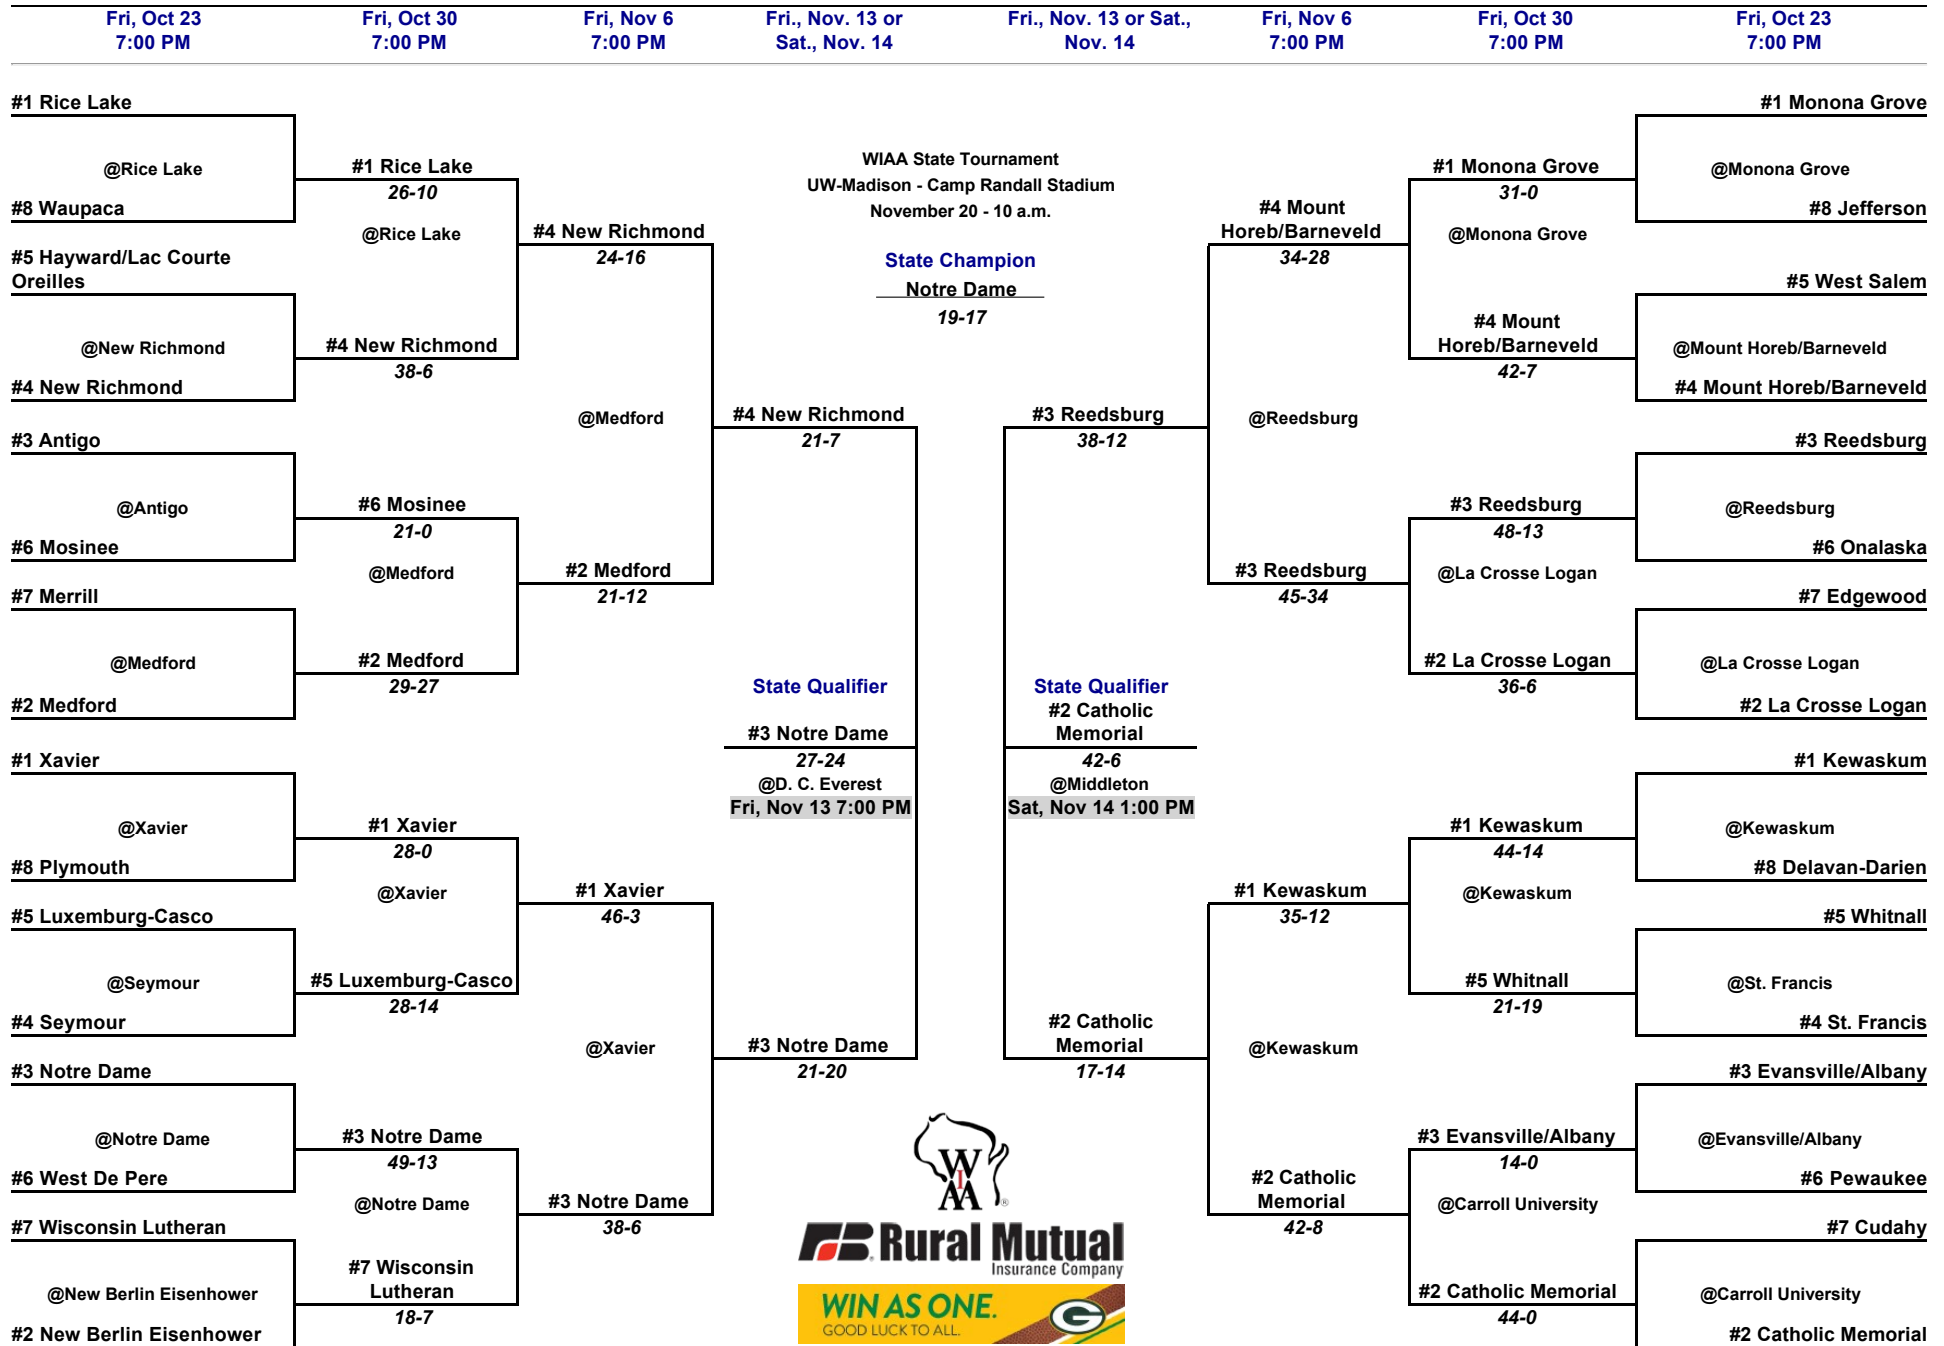 Fri, Oct 23
7:00 PM
Fri, Oct 30
7:00 PM
Fri, Nov 6
7:00 PM
Fri., Nov. 13 or
Sat., Nov. 14
Fri., Nov. 13 or Sat.,
Nov. 14
Fri, Nov 6
7:00 PM
Fri, Oct 30
7:00 PM
Fri, Oct 23
7:00 PM
#1 Rice Lake
@Rice Lake
#8 Waupaca
#5 Hayward/Lac Courte
Oreilles
@New Richmond
#4 New Richmond
#3 Antigo
@Antigo
#6 Mosinee
#7 Merrill
@Medford
#2 Medford
#1 Xavier
@Xavier
#8 Plymouth
#5 Luxemburg-Casco
@Seymour
#4 Seymour
#3 Notre Dame
@Notre Dame
#6 West De Pere
#7 Wisconsin Lutheran
@New Berlin Eisenhower
#2 New Berlin Eisenhower
#1 Rice Lake
26-10
@Rice Lake
#4 New Richmond
38-6
#6 Mosinee
21-0
@Medford
#2 Medford
29-27
#1 Xavier
28-0
@Xavier
#5 Luxemburg-Casco
28-14
#3 Notre Dame
49-13
@Notre Dame
#7 Wisconsin
Lutheran
18-7
#4 New Richmond
24-16
@Medford
#2 Medford
21-12
#1 Xavier
46-3
@Xavier
#3 Notre Dame
38-6
#4 New Richmond
21-7
State Qualifier
#3 Notre Dame
27-24
@D. C. Everest
Fri, Nov 13 7:00 PM
#3 Notre Dame
21-20
WIAA State Tournament
UW-Madison - Camp Randall Stadium
November 20 - 10 a.m.
State Champion
Notre Dame
19-17
#3 Reedsburg
38-12
State Qualifier
#2 Catholic
Memorial
42-6
@Middleton
Sat, Nov 14 1:00 PM
#2 Catholic
Memorial
17-14
#4 Mount
Horeb/Barneveld
34-28
@Reedsburg
#3 Reedsburg
45-34
#1 Kewaskum
35-12
@Kewaskum
#2 Catholic
Memorial
42-8
#1 Monona Grove
31-0
@Monona Grove
#4 Mount
Horeb/Barneveld
42-7
#3 Reedsburg
48-13
@La Crosse Logan
#2 La Crosse Logan
36-6
#1 Kewaskum
44-14
@Kewaskum
#5 Whitnall
21-19
#3 Evansville/Albany
14-0
@Carroll University
#2 Catholic Memorial
44-0
#1 Monona Grove
@Monona Grove
#8 Jefferson
#5 West Salem
@Mount Horeb/Barneveld
#4 Mount Horeb/Barneveld
#3 Reedsburg
@Reedsburg
#6 Onalaska
#7 Edgewood
@La Crosse Logan
#2 La Crosse Logan
#1 Kewaskum
@Kewaskum
#8 Delavan-Darien
#5 Whitnall
@St. Francis
#4 St. Francis
#3 Evansville/Albany
@Evansville/Albany
#6 Pewaukee
#7 Cudahy
@Carroll University
#2 Catholic Memorial
WIAA ®
Rural Mutual
Insurance Company
WIN AS ONE.
GOOD LUCK TO ALL.
G